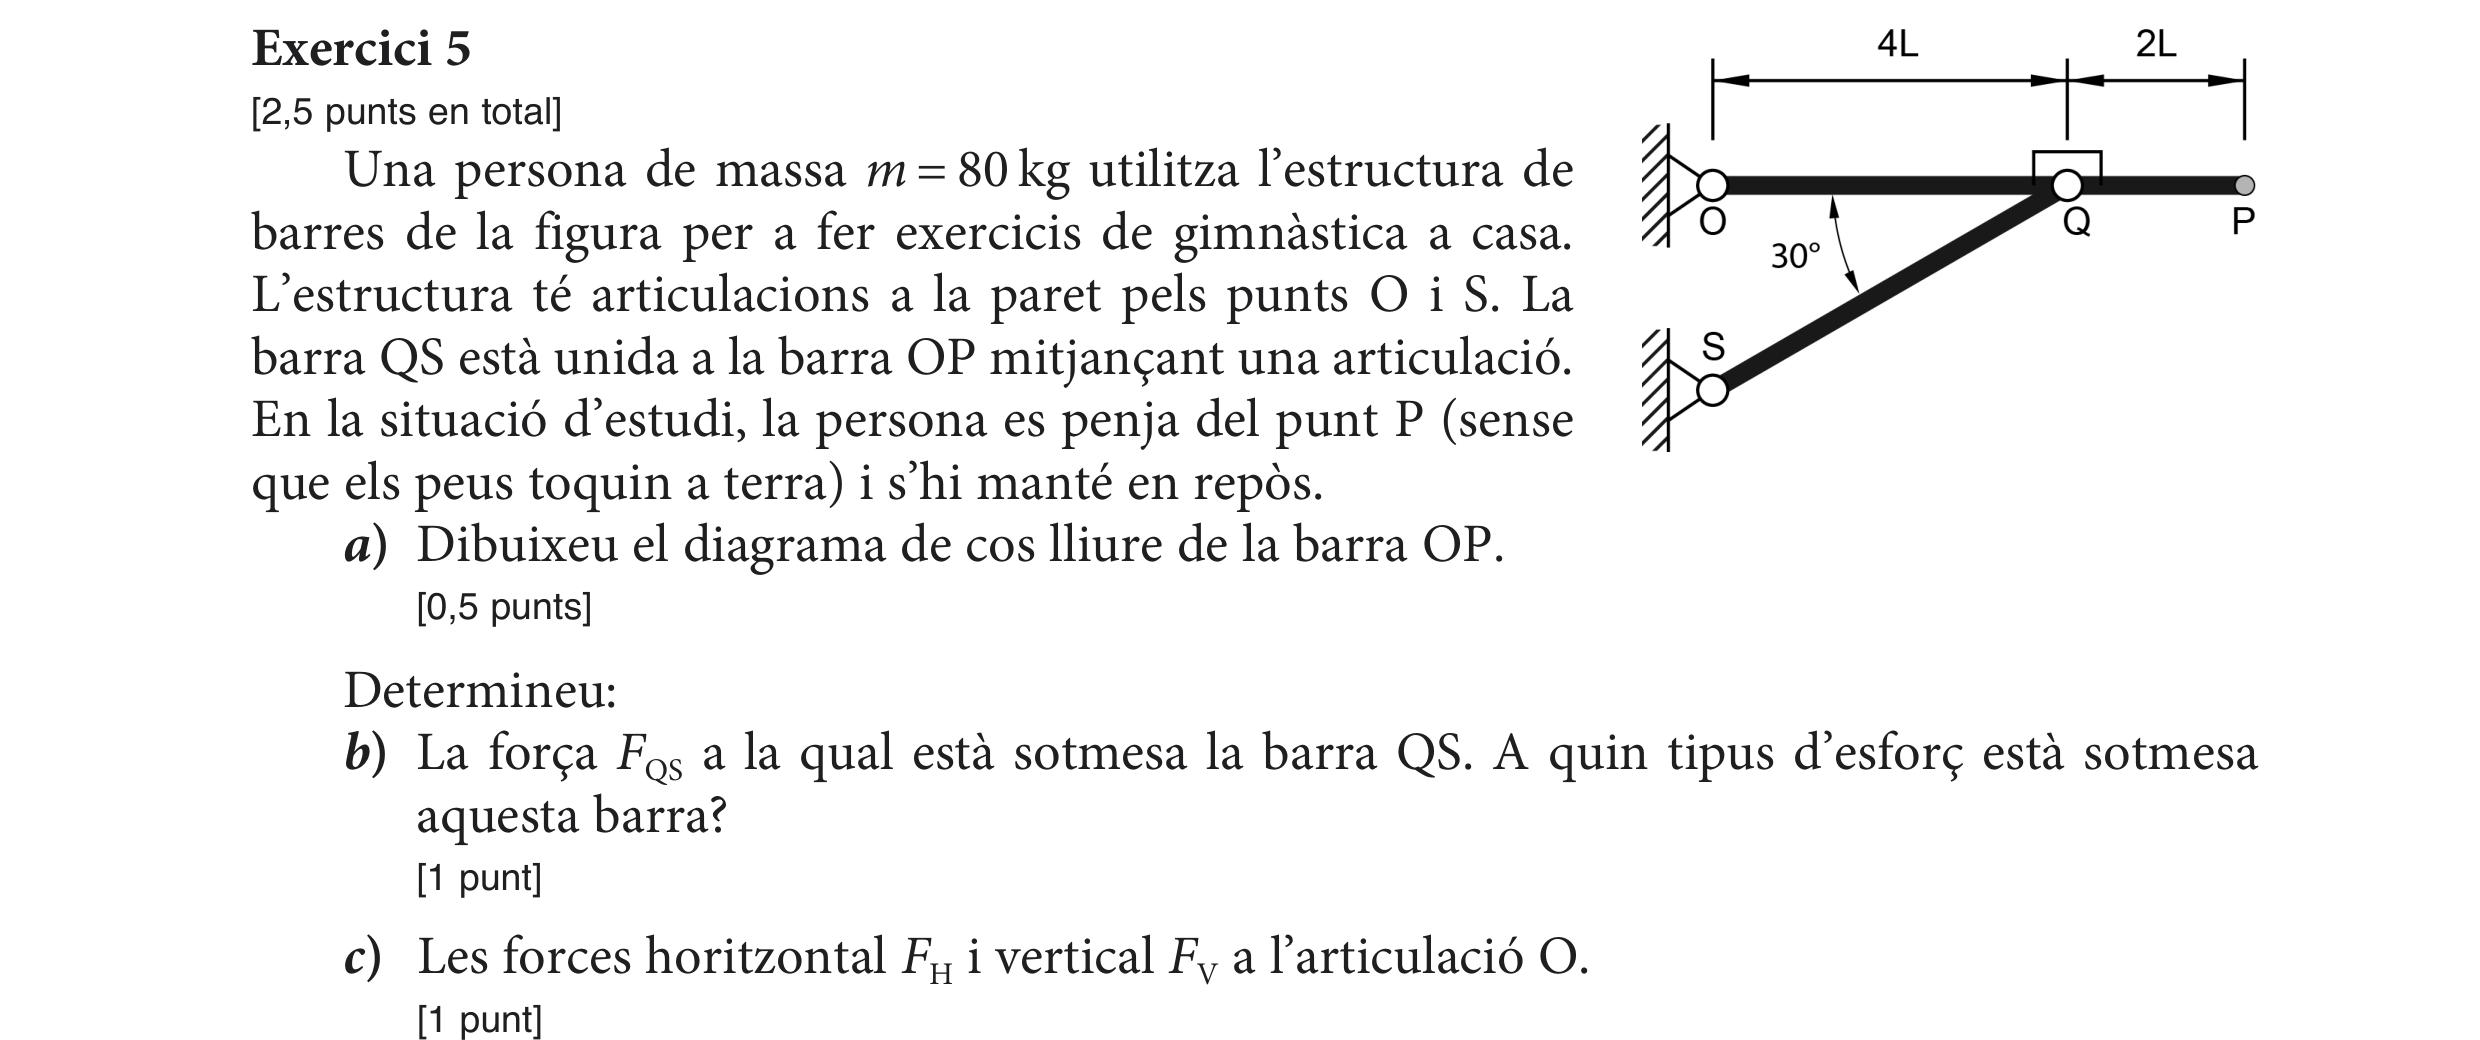 Exercici 5
[2,5 punts en total]
Una persona de massa m = 80 kg utilitza l'estructura de
barres de la figura per a fer exercicis de gimnàstica a casa.
L'estructura té articulacions a la paret pels punts O i S. La
barra QS està unida a la barra OP mitjançant una articulació.
En la situació d'estudi, la persona es penja del punt P (sense
que els peus toquin a terra) i s'hi manté en repòs.
a) Dibuixeu el diagrama de cos lliure de la barra OP.
[0,5 punts]
Determineu:
b) La força F_QS a la qual està sotmesa la barra QS. A quin tipus d'esforç està sotmesa
aquesta barra?
[1 punt]
c) Les forces horitzontal F_H i vertical F_V a l'articulació O.
[1 punt]
4L
2L
O
Q
P
30°
S